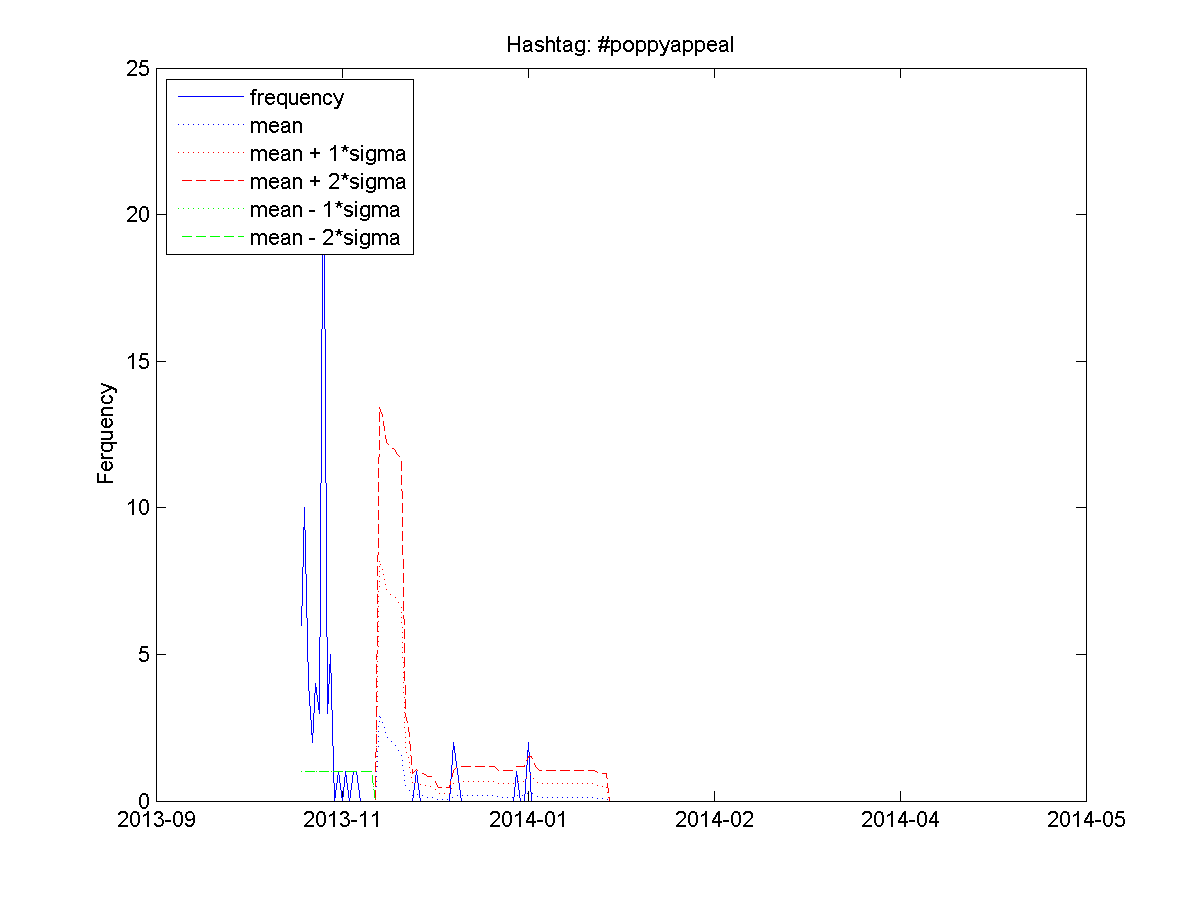 Hashtag: #poppyappeal
25
frequency
mean
mean + 1*sigma
mean + 2*sigma
mean - 1*sigma
mean - 2*sigma
20
15
Ferquency
10
5
0
2013-09 2013-11 2014-01 2014-02 2014-04 2014-05